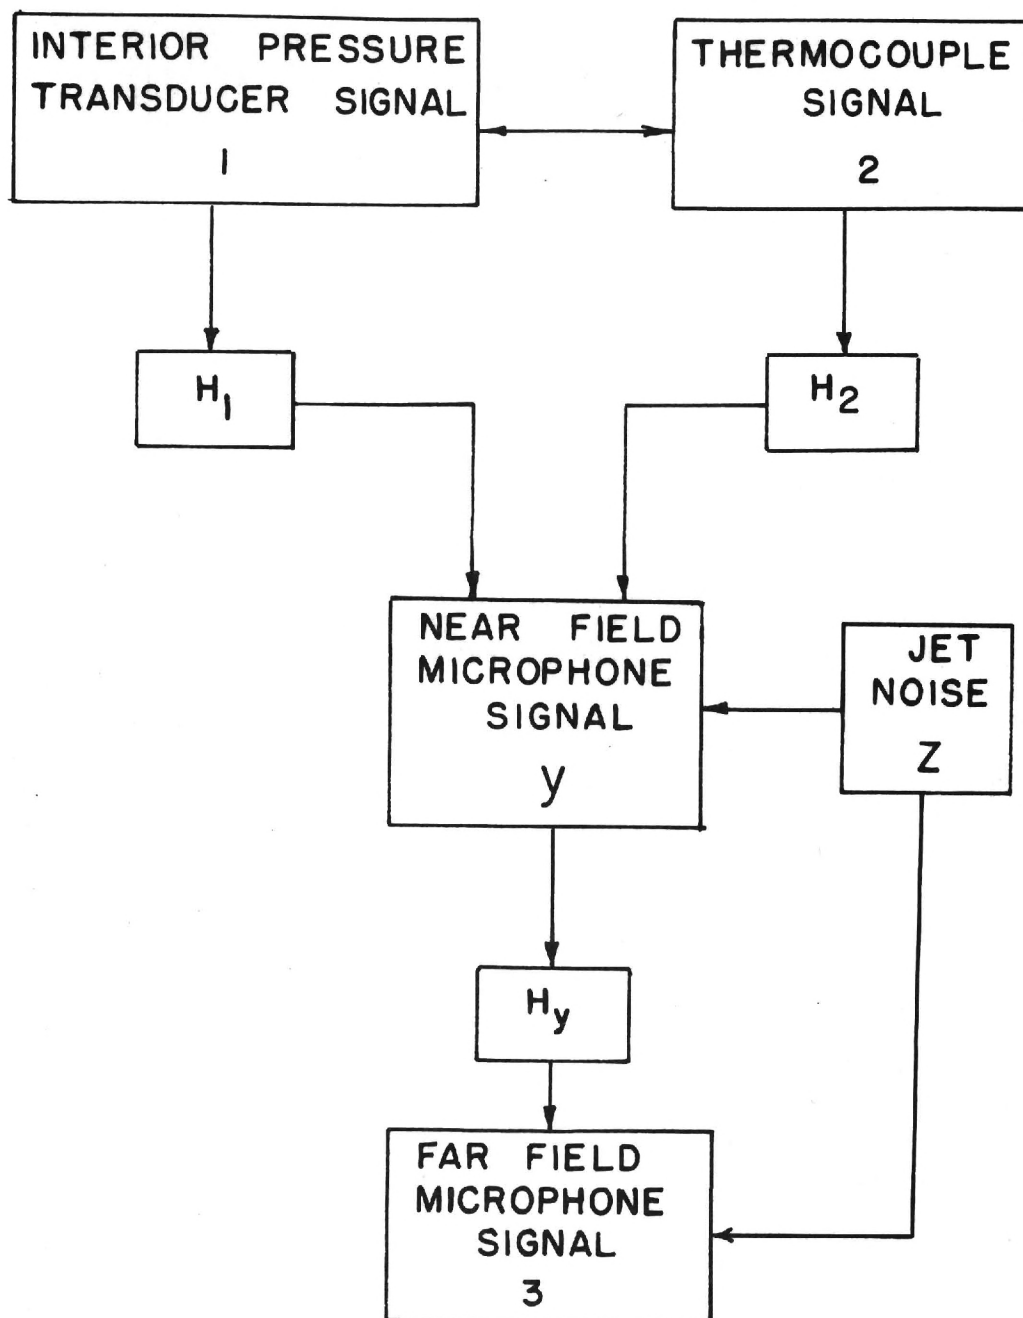 INTERIOR PRESSURE
TRANSDUCER SIGNAL
1
THERMOCOUPLE
SIGNAL
2
H1
H2
NEAR FIELD
MICROPHONE
SIGNAL
y
JET
NOISE
Z
Hy
FAR FIELD
MICROPHONE
SIGNAL
3